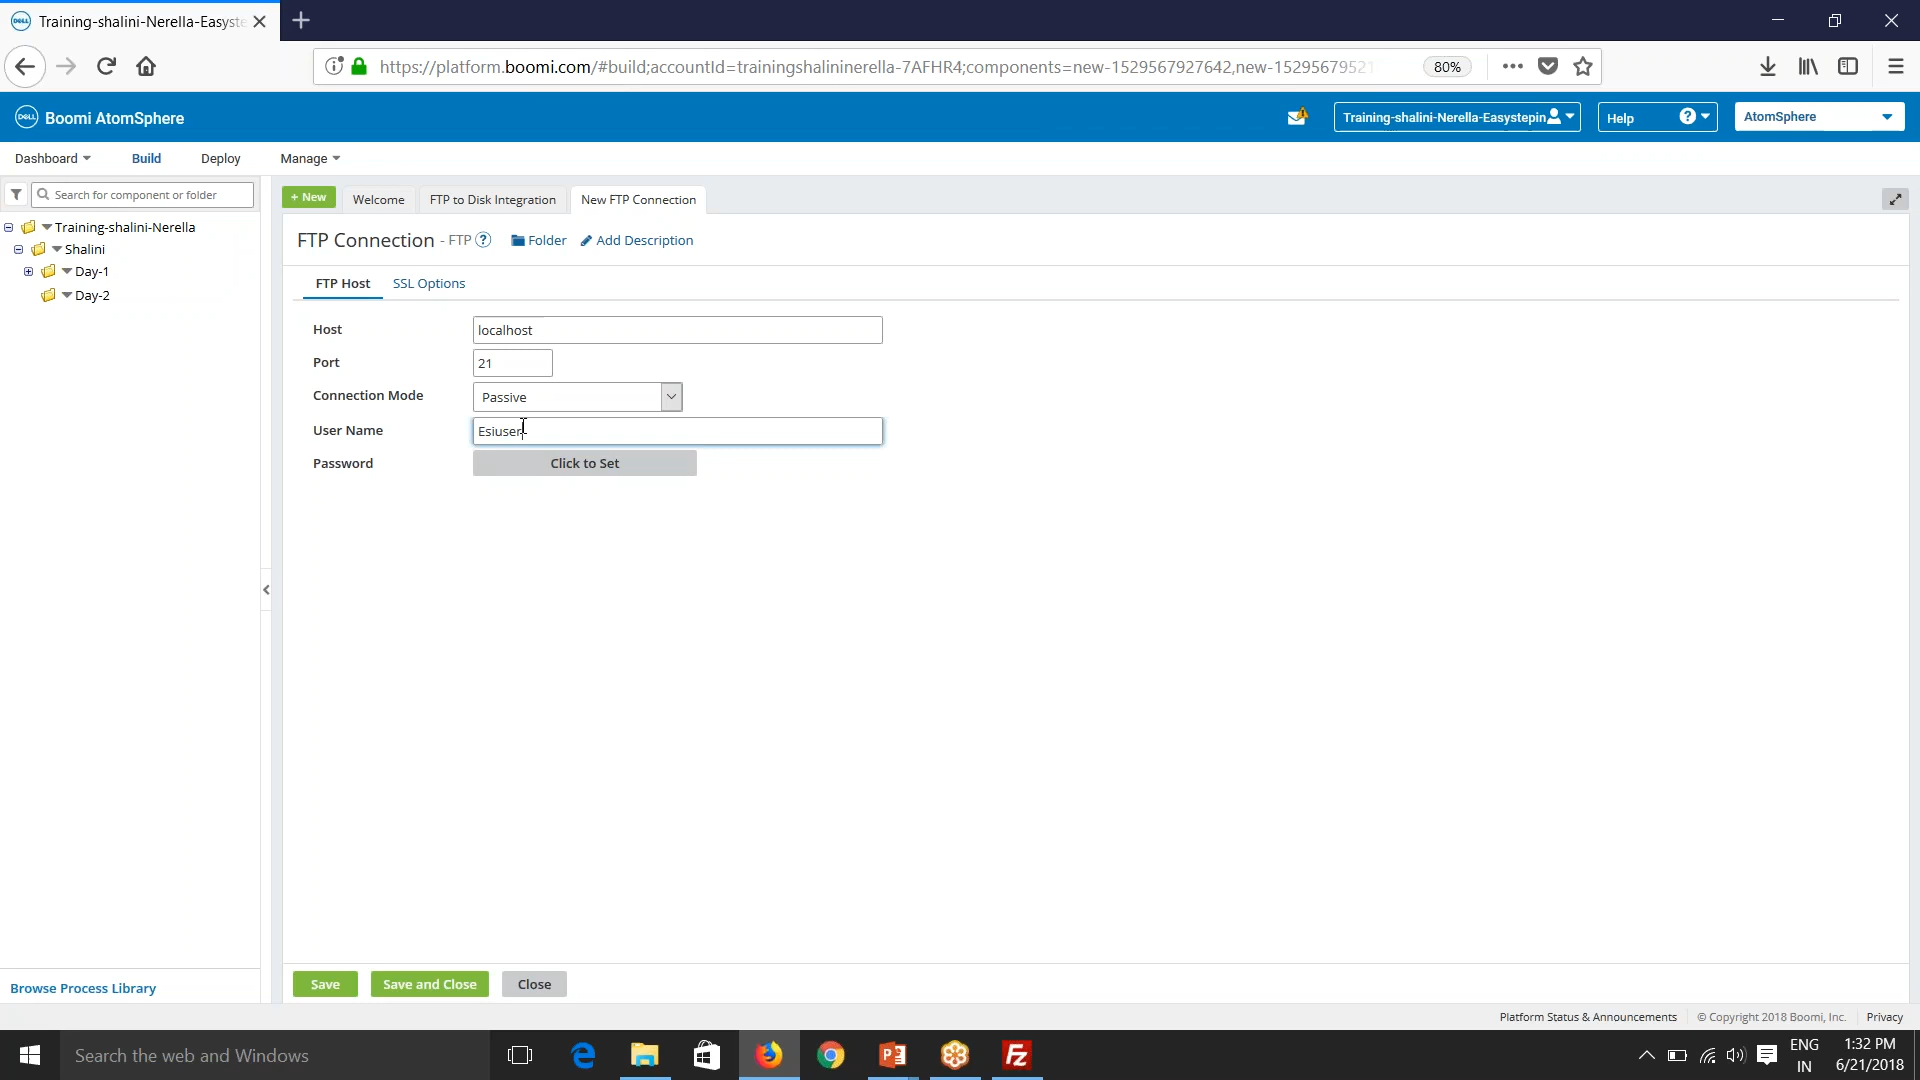 Training-shalini-Nerella-Easyste
https://platform.boomi.com/#build;accountId=trainingshalininerella-7AFHR4;components=new-1529567927642,new-1529567952
80%
DELL Boomi AtomSphere
Training-shalini-Nerella-Easystepin
Help
AtomSphere
Dashboard
Build
Deploy
Manage
Search for component or folder
+ New
Welcome
FTP to Disk Integration
New FTP Connection
Training-shalini-Nerella
Shalini
Day-1
Day-2
FTP Connection - FTP
Folder
Add Description
FTP Host
SSL Options
Host
localhost
Port
21
Connection Mode
Passive
User Name
Esiuser
Password
Click to Set
Browse Process Library
Save
Save and Close
Close
Platform Status & Announcements
© Copyright 2018 Boomi, Inc.
Privacy
Search the web and Windows
ENG
IN
1:32 PM
6/21/2018